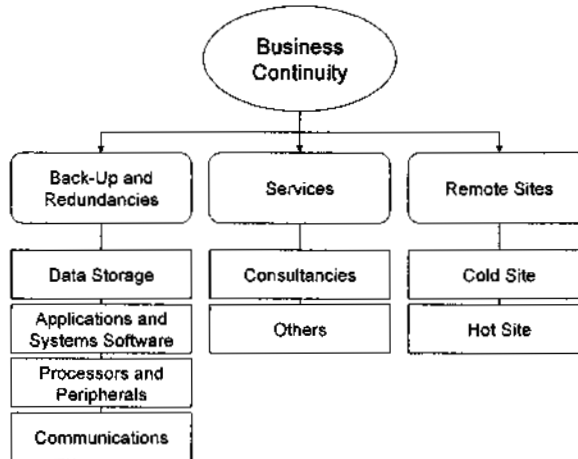 Business
Continuity
Back-Up and
Redundancies
Services
Remote Sites
Data Storage
Consultancies
Cold Site
Applications and
Systems Software
Others
Hot Site
Processors and
Peripherals
Communications